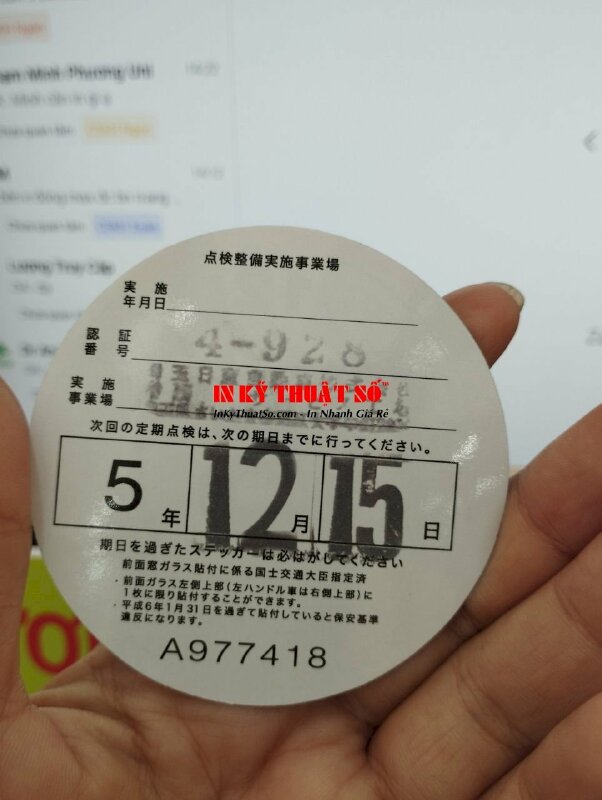 点検整備実施事業場
実施
年月日
認証
番号
4-928
実施
事業場
IN KỸ THUẬT SỐ
InKyThuatSo.com - In Nhanh Giá Rẻ
次回の定期点検は、次の期日までに行ってください。
5年 12月 15日
期日を過ぎたステッカーは必ずはがしてください
前面窓ガラス貼付に係る国土交通大臣指定済
・前面ガラス左側上部(左ハンドル車は右側上部)に
1枚に限り貼付することができます。
・平成6年1月31日を過ぎて貼付していると保安基準
違反になります。
A977418